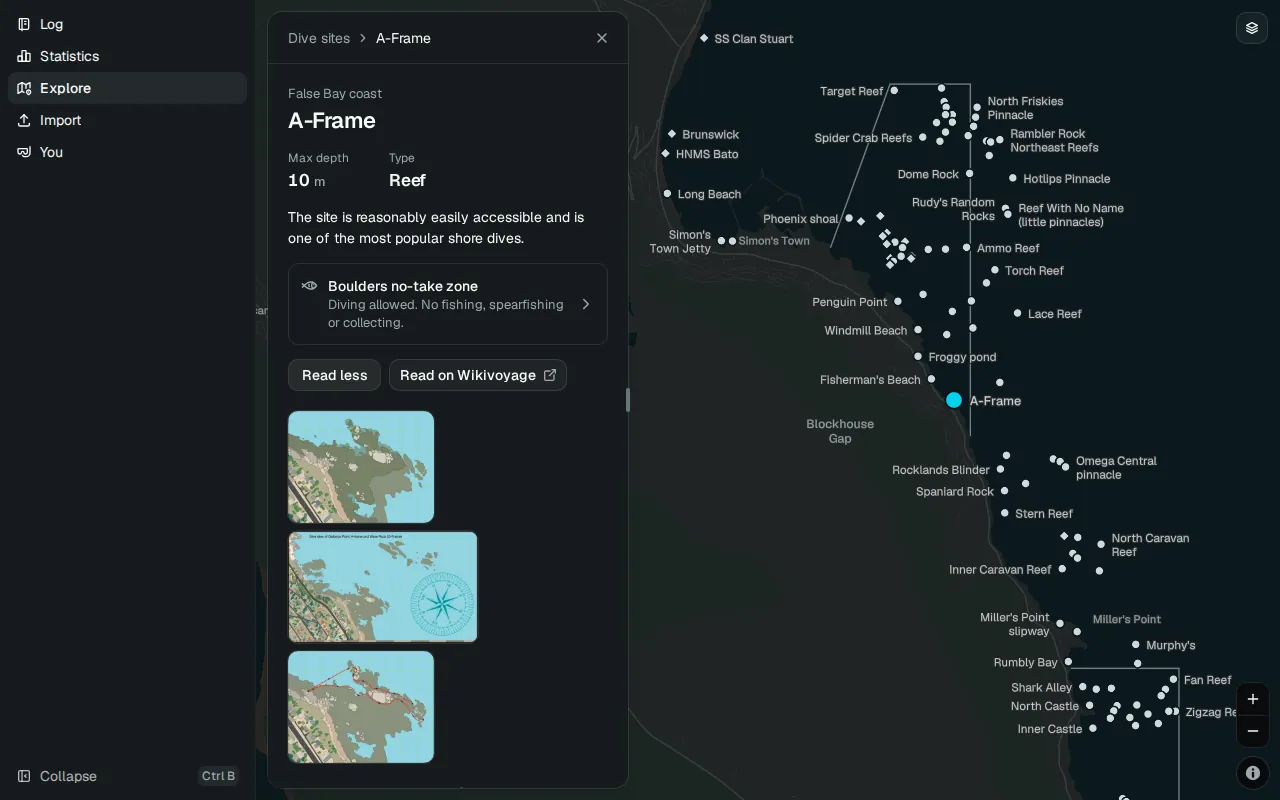 Log
Statistics
Explore
Import
You
Collapse
Ctrl B
Dive sites
A-Frame
False Bay coast
A-Frame
Max depth
Type
10 m
Reef
The site is reasonably easily accessible and is
one of the most popular shore dives.
Boulders no-take zone
Diving allowed. No fishing, spearfishing
or collecting.
Read less
Read on Wikivoyage
SS Clan Stuart
Target Reef
North Friskies
Pinnacle
Brunswick
Spider Crab Reefs
Rambler Rock
Northeast Reefs
HNMS Bato
Dome Rock
Hotlips Pinnacle
Long Beach
Rudy's Random
Rocks
Reef With No Name
(little pinnacles)
Phoenix shoal
Simon's
Town Jetty
Simon's Town
Ammo Reef
Torch Reef
Penguin Point
Lace Reef
Windmill Beach
Froggy pond
Fisherman's Beach
A-Frame
Blockhouse
Gap
Omega Central
pinnacle
Rocklands Blinder
Spaniard Rock
Stern Reef
North Caravan
Reef
Inner Caravan Reef
Miller's Point
slipway
Miller's Point
Murphy's
Rumbly Bay
Fan Reef
Shark Alley
North Castle
Zigzag Re
Inner Castle